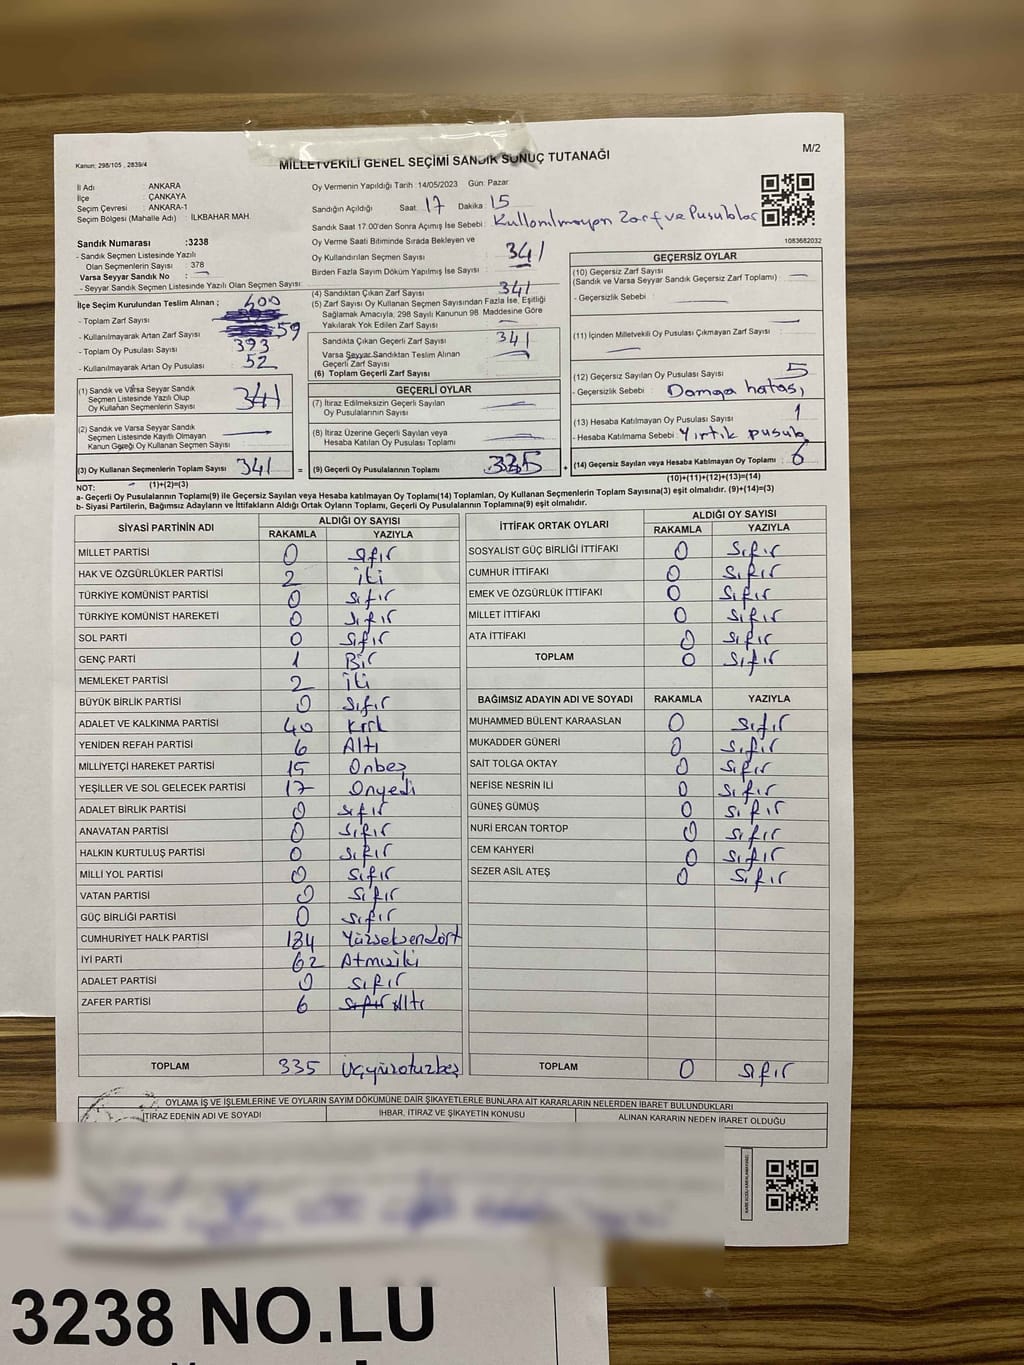 Kanun: 298/105 , 2839/4
M/2
MİLLETVEKİLİ GENEL SEÇİMİ SANDIK SONUÇ TUTANAĞI
İl Adı : ANKARA
İlçe : ÇANKAYA
Seçim Çevresi : ANKARA-1
Seçim Bölgesi (Mahalle Adı) : İLKBAHAR MAH.
Sandık Numarası :3238
- Sandık Seçmen Listesinde Yazılı
Olan Seçmenlerin Sayısı : 378
Varsa Seyyar Sandık No : —
- Seyyar Sandık Seçmen Listesinde Yazılı Olan Seçmen Sayısı:
Oy Vermenin Yapıldığı Tarih :14/05/2023 Gün: Pazar
Sandığın Açıldığı Saat: 17 Dakika: 15
Sandık Saat 17.00'den Sonra Açımış İse Sebebi : Kullanılmayan Zarf ve Pusulalar
Oy Verme Saati Bitiminde Sırada Bekleyen ve
Oy Kullandırılan Seçmen Sayısı : 341
Birden Fazla Sayım Döküm Yapılmış İse Sayısı :
1083682032
İlçe Seçim Kurulundan Teslim Alınan ; 400
- Toplam Zarf Sayısı :
- Kullanılmayarak Artan Zarf Sayısı : 59
- Toplam Oy Pusulası Sayısı : 393
- Kullanılmayarak Artan Oy Pusulası : 52
(4) Sandıktan Çıkan Zarf Sayısı : 341
(5) Zarf Sayısı Oy Kullanan Seçmen Sayısından Fazla İse, Eşitliği
Sağlamak Amacıyla, 298 Sayılı Kanunun 98. Maddesine Göre
Yakılarak Yok Edilen Zarf Sayısı : —
Sandıkta Çıkan Geçerli Zarf Sayısı : 341
Varsa Seyyar Sandıktan Teslim Alınan
Geçerli Zarf Sayısı : —
(6) Toplam Geçerli Zarf Sayısı :
GEÇERSİZ OYLAR
(10) Geçersiz Zarf Sayısı : —
(Sandık ve Varsa Seyyar Sandık Geçersiz Zarf Toplamı)
- Geçersizlik Sebebi : —
(11) İçinden Milletvekili Oy Pusulası Çıkmayan Zarf Sayısı : —
(12) Geçersiz Sayılan Oy Pusulası Sayısı : 5
- Geçersizlik Sebebi : Damga hatası,
(13) Hesaba Katılmayan Oy Pusulası Sayısı : 1
- Hesaba Katılmama Sebebi : Yırtık pusula
(14) Geçersiz Sayılan veya Hesaba Katılmayan Oy Toplamı : 6
(10)+(11)+(12)+(13)=(14)
(1) Sandık ve Varsa Seyyar Sandık
Seçmen Listesinde Yazılı Olup
Oy Kullanan Seçmenlerin Sayısı : 341
(2) Sandık ve Varsa Seyyar Sandık
Seçmen Listesinde Kayıtlı Olmayan
Kanun Gereği Oy Kullanan Seçmen Sayısı : —
(3) Oy Kullanan Seçmenlerin Toplam Sayısı : 341 =
(1)+(2)=(3)
GEÇERLİ OYLAR
(7) İtiraz Edilmeksizin Geçerli Sayılan
Oy Pusulalarının Sayısı : —
(8) İtiraz Üzerine Geçerli Sayılan veya
Hesaba Katılan Oy Pusulası Toplamı : —
(9) Geçerli Oy Pusulalarının Toplamı : 335 +
NOT:
a- Geçerli Oy Pusulalarının Toplamı(9) ile Geçersiz Sayılan veya Hesaba katılmayan Oy Toplamı(14) Toplamları, Oy Kullanan Seçmenlerin Toplam Sayısına(3) eşit olmalıdır. (9)+(14)=(3)
b- Siyasi Partilerin, Bağımsız Adayların ve İttifakların Aldığı Oyların Toplamı, Geçerli Oy Pusulalarının Toplamına(9) eşit olmalıdır.
SİYASİ PARTİNİN ADI ALDIĞI OY SAYISI
RAKAMLA YAZIYLA
MİLLET PARTİSİ 0 sıfır
HAK VE ÖZGÜRLÜKLER PARTİSİ 2 iki
TÜRKİYE KOMÜNİST PARTİSİ 0 sıfır
TÜRKİYE KOMÜNİST HAREKETİ 0 sıfır
SOL PARTİ 0 sıfır
GENÇ PARTİ 1 Bir
MEMLEKET PARTİSİ 2 iki
BÜYÜK BİRLİK PARTİSİ 0 sıfır
ADALET VE KALKINMA PARTİSİ 40 kırk
YENİDEN REFAH PARTİSİ 6 Altı
MİLLİYETÇİ HAREKET PARTİSİ 15 Onbeş
YEŞİLLER VE SOL GELECEK PARTİSİ 17 Onyedi
ADALET BİRLİK PARTİSİ 0 sıfır
ANAVATAN PARTİSİ 0 sıfır
HALKIN KURTULUŞ PARTİSİ 0 sıfır
MİLLİ YOL PARTİSİ 0 sıfır
VATAN PARTİSİ 0 sıfır
GÜÇ BİRLİĞİ PARTİSİ 0 sıfır
CUMHURİYET HALK PARTİSİ 184 Yüzseksendört
İYİ PARTİ 62 Atmışiki
ADALET PARTİSİ 0 sıfır
ZAFER PARTİSİ 6 sıfır Altı
TOPLAM 335 üçyüzotuzbeş
İTTİFAK ORTAK OYLARI ALDIĞI OY SAYISI
RAKAMLA YAZIYLA
SOSYALİST GÜÇ BİRLİĞİ İTTİFAKI 0 sıfır
CUMHUR İTTİFAKI 0 sıfır
EMEK VE ÖZGÜRLÜK İTTİFAKI 0 sıfır
MİLLET İTTİFAKI 0 sıfır
ATA İTTİFAKI 0 sıfır
TOPLAM 0 sıfır
BAĞIMSIZ ADAYIN ADI VE SOYADI RAKAMLA YAZIYLA
MUHAMMED BÜLENT KARAASLAN 0 sıfır
MUKADDER GÜNERİ 0 sıfır
SAİT TOLGA OKTAY 0 sıfır
NEFİSE NESRİN İLİ 0 sıfır
GÜNEŞ GÜMÜŞ 0 sıfır
NURİ ERCAN TORTOP 0 sıfır
CEM KAHYERİ 0 sıfır
SEZER ASİL ATEŞ 0 sıfır
TOPLAM 0 sıfır
OYLAMA İŞ VE İŞLEMLERİNE VE OYLARIN SAYIM DÖKÜMÜNE DAİR ŞİKAYETLERLE BUNLARA AİT KARARLARIN NELERDEN İBARET BULUNDUKLARI
İTİRAZ EDENİN ADI VE SOYADI İHBAR, İTİRAZ VE ŞİKAYETİN KONUSU ALINAN KARARIN NEDEN İBARET OLDUĞU
3238 NO.LU